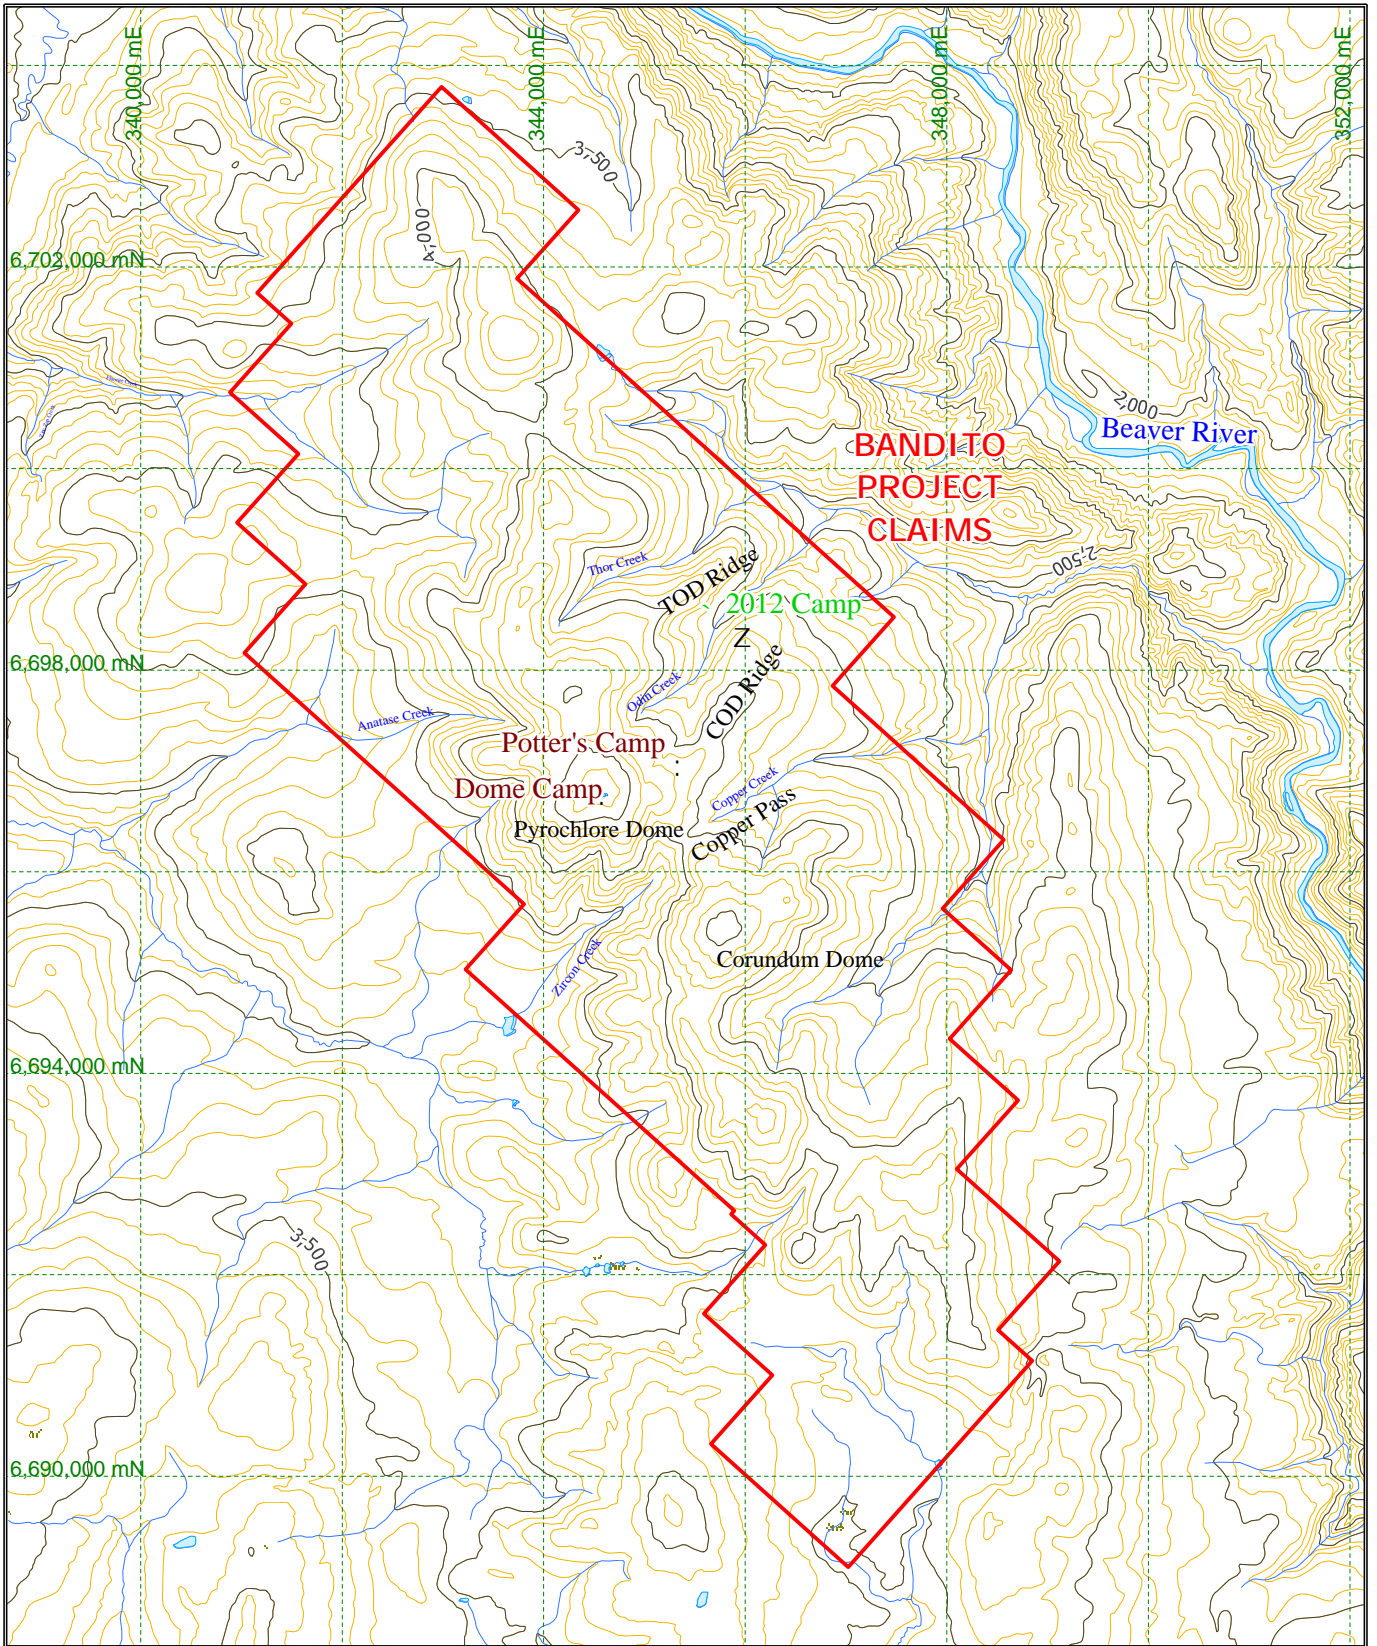 340,000 mE
344,000 mE
348,000 mE
352,000 mE
3,500
4,000
6,702,000 mN
2,000
Beaver River
BANDITO
PROJECT
CLAIMS
2,500
Thor Creek
TOD Ridge
2012 Camp
Z
6,698,000 mN
Odin Creek
COD Ridge
Anatase Creek
Potter's Camp
Dome Camp
Copper Creek
Copper Pass
Pyrochlore Dome
Corundum Dome
Zircon Creek
6,694,000 mN
3,500
6,690,000 mN